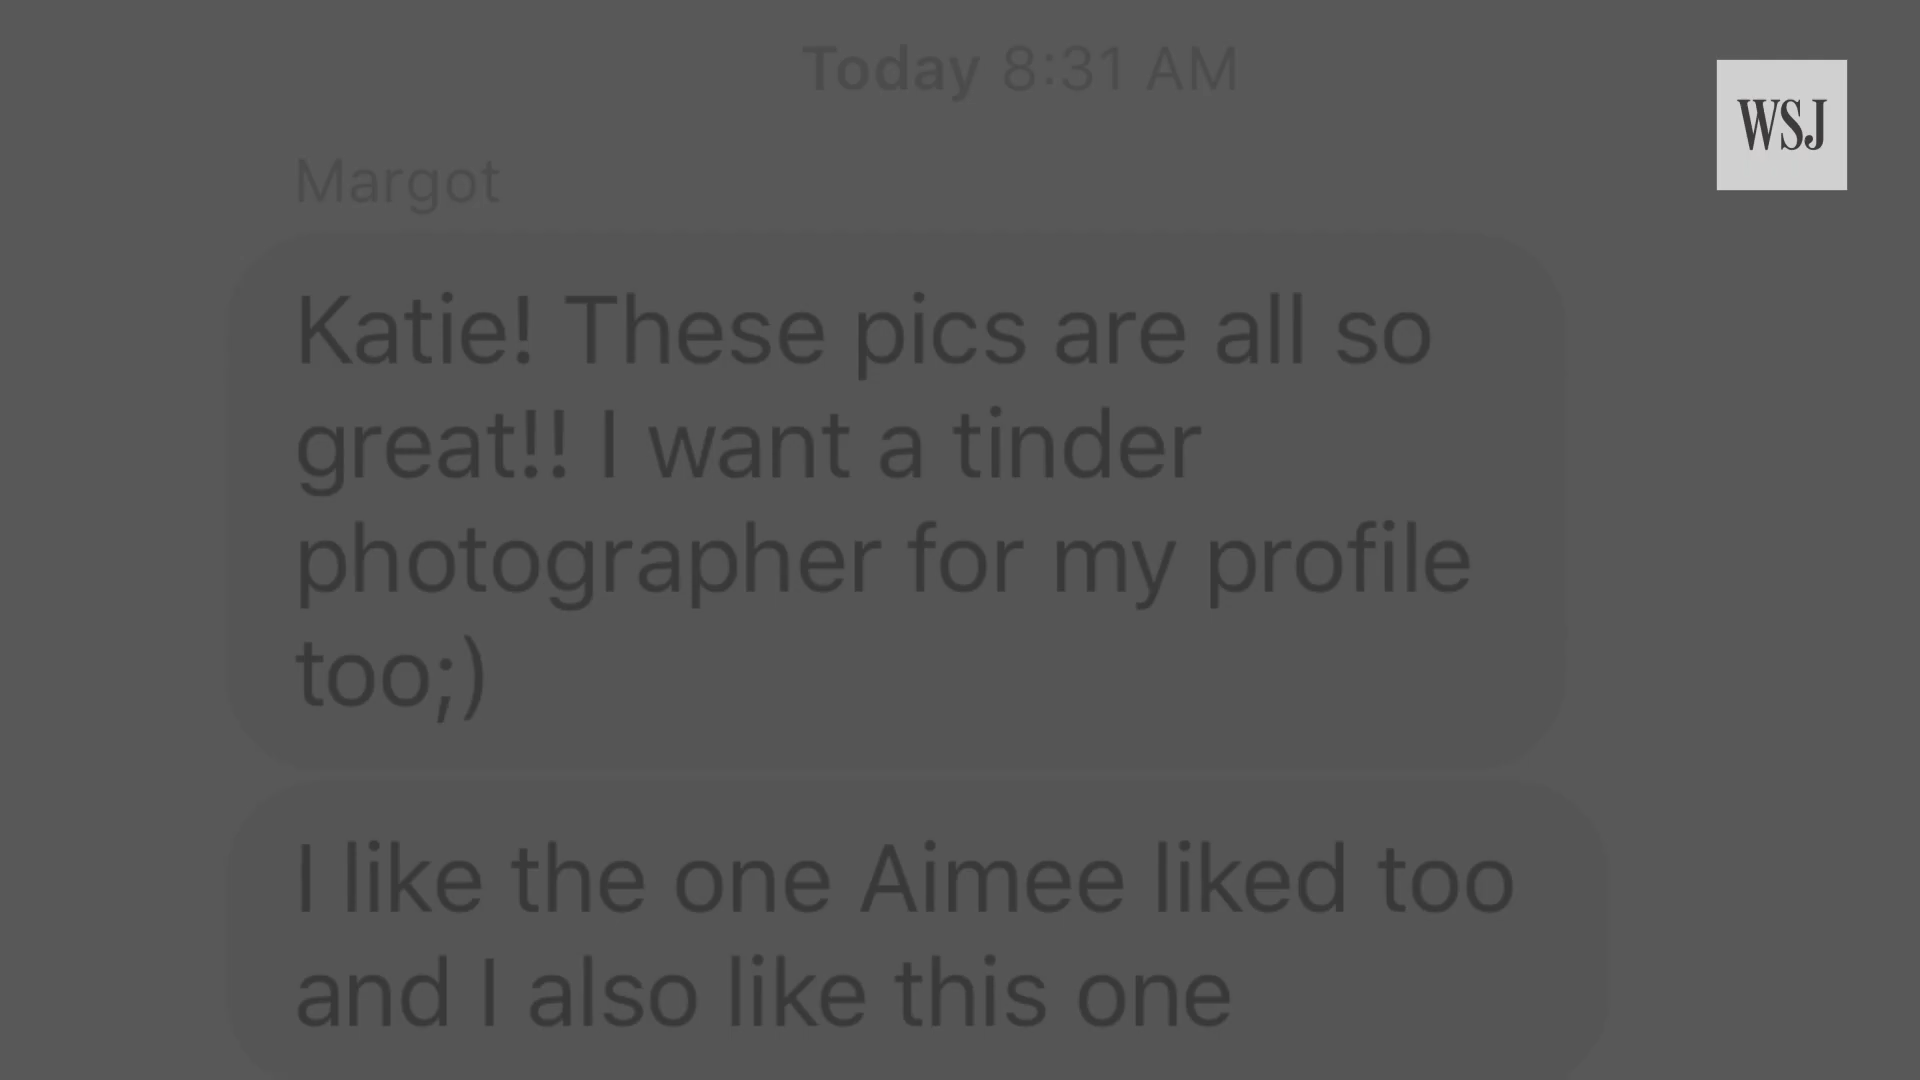 Today 8:31 AM
WSJ
Margot
Katie! These pics are all so
great!! I want a tinder
photographer for my profile
too;)
I like the one Aimee liked too
and I also like this one